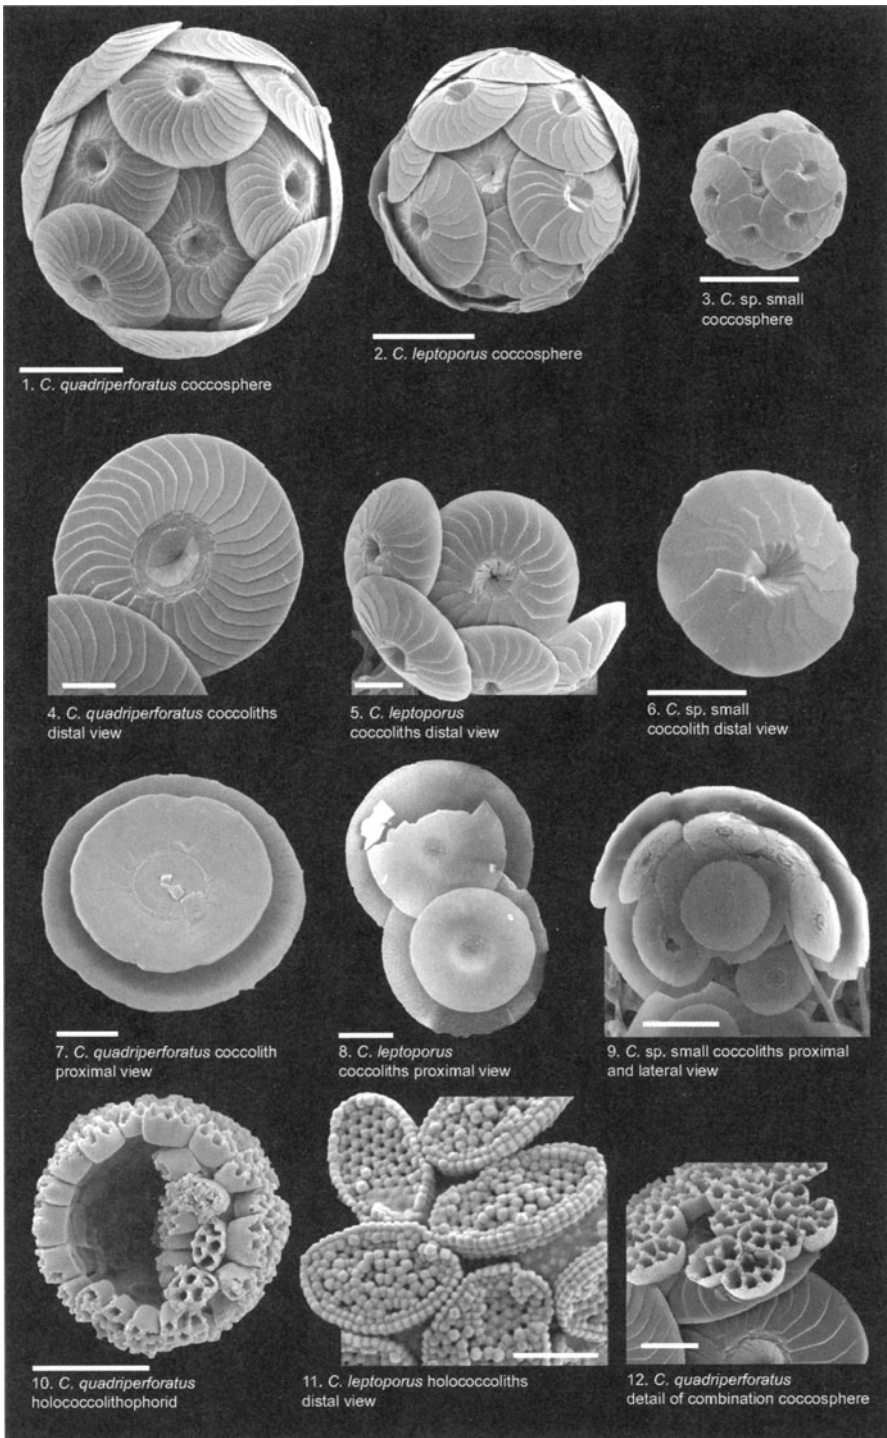 1. C. quadriperforatus coccosphere
2. C. leptoporus coccosphere
3. C. sp. small
coccosphere
4. C. quadriperforatus coccoliths
distal view
5. C. leptoporus
coccoliths distal view
6. C. sp. small
coccolith distal view
7. C. quadriperforatus coccolith
proximal view
8. C. leptoporus
coccoliths proximal view
9. C. sp. small coccoliths proximal
and lateral view
10. C. quadriperforatus
holococcolithophorid
11. C. leptoporus holococcoliths
distal view
12. C. quadriperforatus
detail of combination coccosphere